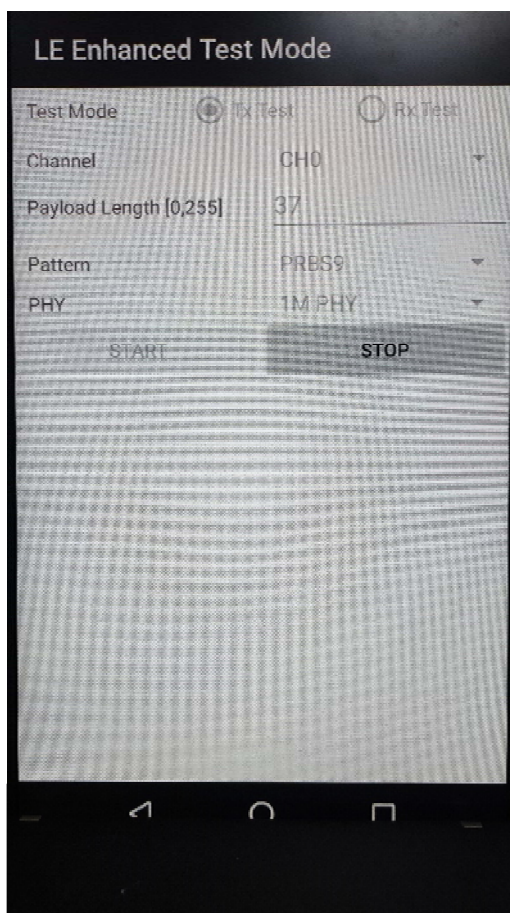 LE Enhanced Test Mode
Test Mode Tx Test Rx Test
Channel CH0
Payload Length [0,255] 37
Pattern PRBS9
PHY 1M PHY
START STOP